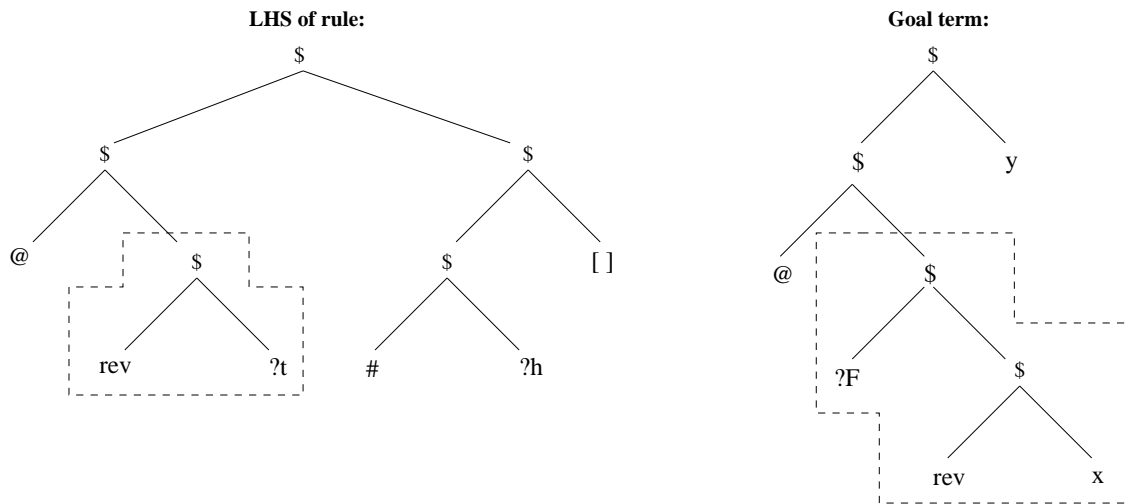 LHS of rule: Goal term:
$ $
$ $ $ y
@ $ $ [ ] @ $
rev ?t # ?h ?F $
rev x